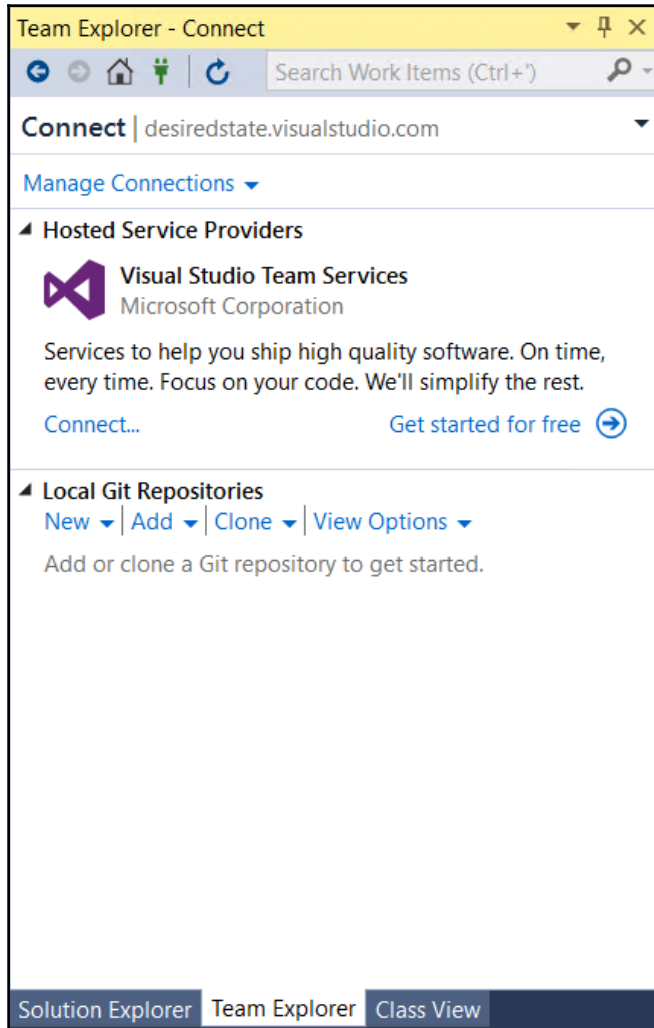 Team Explorer - Connect
Search Work Items (Ctrl+')
Connect | desiredstate.visualstudio.com
Manage Connections
Hosted Service Providers
Visual Studio Team Services
Microsoft Corporation
Services to help you ship high quality software. On time,
every time. Focus on your code. We'll simplify the rest.
Connect... Get started for free
Local Git Repositories
New | Add | Clone | View Options
Add or clone a Git repository to get started.
Solution Explorer Team Explorer Class View